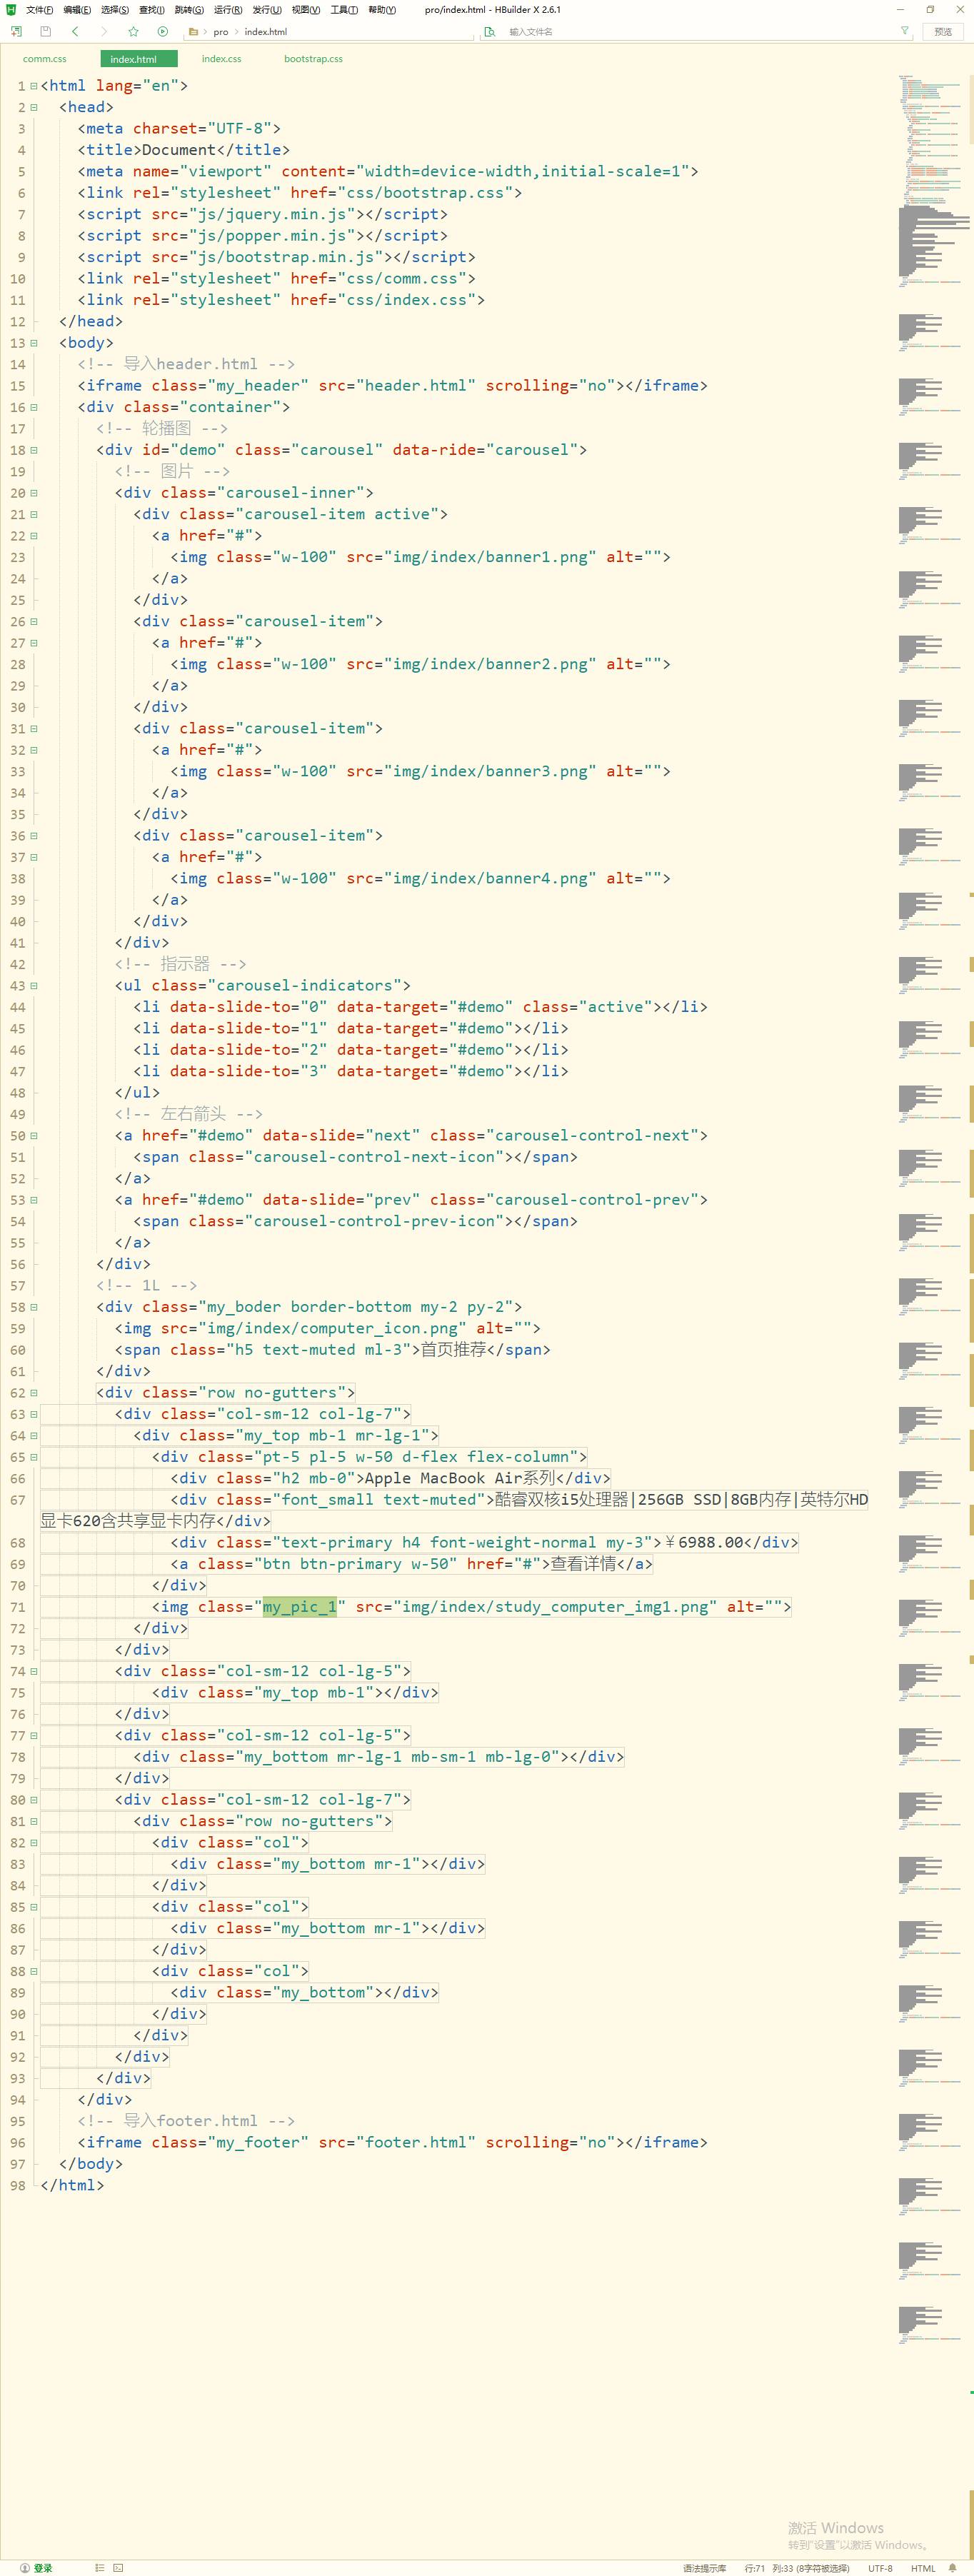 文件(F) 编辑(E) 选择(S) 查找(I) 跳转(G) 运行(R) 发行(U) 视图(V) 工具(T) 帮助(Y) pro/index.html - HBuilder X 2.6.1
pro index.html 输入文件名 预览
comm.css index.html index.css bootstrap.css
1 <html lang="en">
2 <head>
3 <meta charset="UTF-8">
4 <title>Document</title>
5 <meta name="viewport" content="width=device-width,initial-scale=1">
6 <link rel="stylesheet" href="css/bootstrap.css">
7 <script src="js/jquery.min.js"></script>
8 <script src="js/popper.min.js"></script>
9 <script src="js/bootstrap.min.js"></script>
10 <link rel="stylesheet" href="css/comm.css">
11 <link rel="stylesheet" href="css/index.css">
12 </head>
13 <body>
14 <!-- 导入header.html -->
15 <iframe class="my_header" src="header.html" scrolling="no"></iframe>
16 <div class="container">
17 <!-- 轮播图 -->
18 <div id="demo" class="carousel" data-ride="carousel">
19 <!-- 图片 -->
20 <div class="carousel-inner">
21 <div class="carousel-item active">
22 <a href="#">
23 <img class="w-100" src="img/index/banner1.png" alt="">
24 </a>
25 </div>
26 <div class="carousel-item">
27 <a href="#">
28 <img class="w-100" src="img/index/banner2.png" alt="">
29 </a>
30 </div>
31 <div class="carousel-item">
32 <a href="#">
33 <img class="w-100" src="img/index/banner3.png" alt="">
34 </a>
35 </div>
36 <div class="carousel-item">
37 <a href="#">
38 <img class="w-100" src="img/index/banner4.png" alt="">
39 </a>
40 </div>
41 </div>
42 <!-- 指示器 -->
43 <ul class="carousel-indicators">
44 <li data-slide-to="0" data-target="#demo" class="active"></li>
45 <li data-slide-to="1" data-target="#demo"></li>
46 <li data-slide-to="2" data-target="#demo"></li>
47 <li data-slide-to="3" data-target="#demo"></li>
48 </ul>
49 <!-- 左右箭头 -->
50 <a href="#demo" data-slide="next" class="carousel-control-next">
51 <span class="carousel-control-next-icon"></span>
52 </a>
53 <a href="#demo" data-slide="prev" class="carousel-control-prev">
54 <span class="carousel-control-prev-icon"></span>
55 </a>
56 </div>
57 <!-- 1L -->
58 <div class="my_boder border-bottom my-2 py-2">
59 <img src="img/index/computer_icon.png" alt="">
60 <span class="h5 text-muted ml-3">首页推荐</span>
61 </div>
62 <div class="row no-gutters">
63 <div class="col-sm-12 col-lg-7">
64 <div class="my_top mb-1 mr-lg-1">
65 <div class="pt-5 pl-5 w-50 d-flex flex-column">
66 <div class="h2 mb-0">Apple MacBook Air系列</div>
67 <div class="font_small text-muted">酷睿双核i5处理器|256GB SSD|8GB内存|英特尔HD
显卡620含共享显卡内存</div>
68 <div class="text-primary h4 font-weight-normal my-3">￥6988.00</div>
69 <a class="btn btn-primary w-50" href="#">查看详情</a>
70 </div>
71 <img class="my_pic_1" src="img/index/study_computer_img1.png" alt="">
72 </div>
73 </div>
74 <div class="col-sm-12 col-lg-5">
75 <div class="my_top mb-1"></div>
76 </div>
77 <div class="col-sm-12 col-lg-5">
78 <div class="my_bottom mr-lg-1 mb-sm-1 mb-lg-0"></div>
79 </div>
80 <div class="col-sm-12 col-lg-7">
81 <div class="row no-gutters">
82 <div class="col">
83 <div class="my_bottom mr-1"></div>
84 </div>
85 <div class="col">
86 <div class="my_bottom mr-1"></div>
87 </div>
88 <div class="col">
89 <div class="my_bottom"></div>
90 </div>
91 </div>
92 </div>
93 </div>
94 </div>
95 <!-- 导入footer.html -->
96 <iframe class="my_footer" src="footer.html" scrolling="no"></iframe>
97 </body>
98 </html>
激活 Windows
转到"设置"以激活 Windows。
登录 语法提示库 行:71 列:33 (8字符被选择) UTF-8 HTML